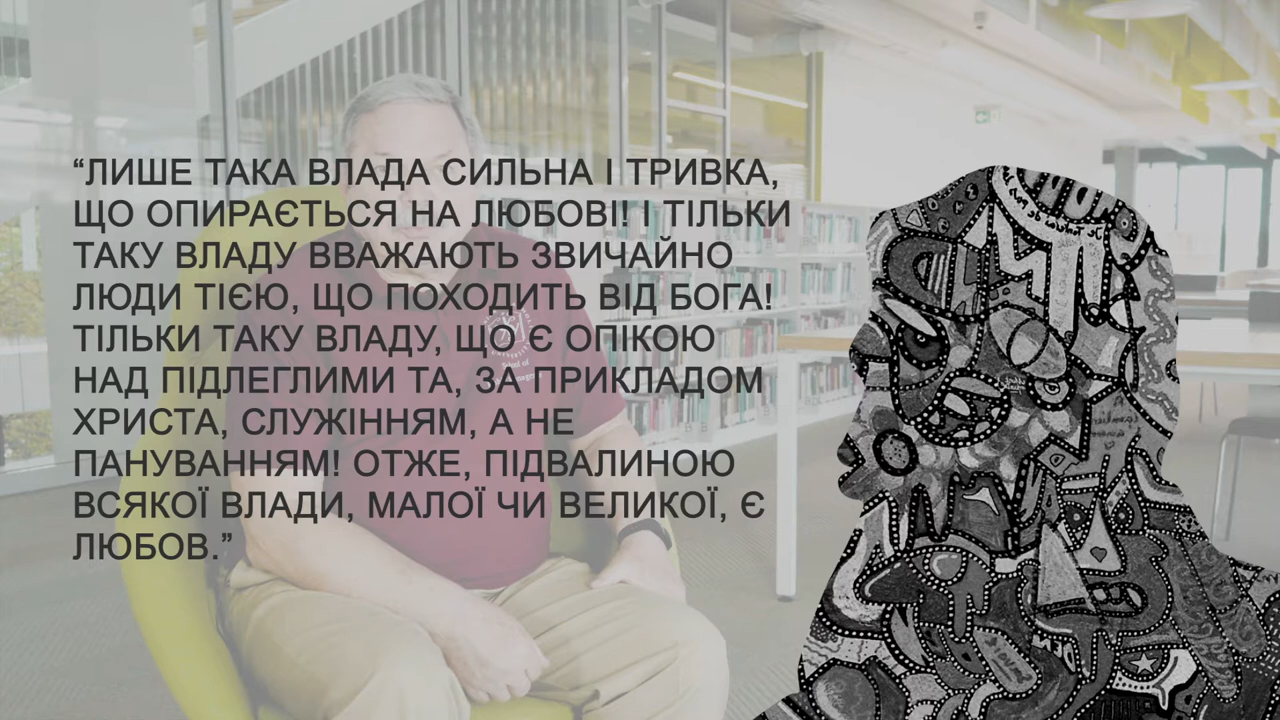 “ЛИШЕ ТАКА ВЛАДА СИЛЬНА І ТРИВКА,
ЩО ОПИРАЄТЬСЯ НА ЛЮБОВІ! І ТІЛЬКИ
ТАКУ ВЛАДУ ВВАЖАЮТЬ ЗВИЧАЙНО
ЛЮДИ ТІЄЮ, ЩО ПОХОДИТЬ ВІД БОГА!
ТІЛЬКИ ТАКУ ВЛАДУ, ЩО Є ОПІКОЮ
НАД ПІДЛЕГЛИМИ ТА, ЗА ПРИКЛАДОМ
ХРИСТА, СЛУЖІННЯМ, А НЕ
ПАНУВАННЯМ! ОТЖЕ, ПІДВАЛИНОЮ
ВСЯКОЇ ВЛАДИ, МАЛОЇ ЧИ ВЕЛИКОЇ, Є
ЛЮБОВ.”
School of